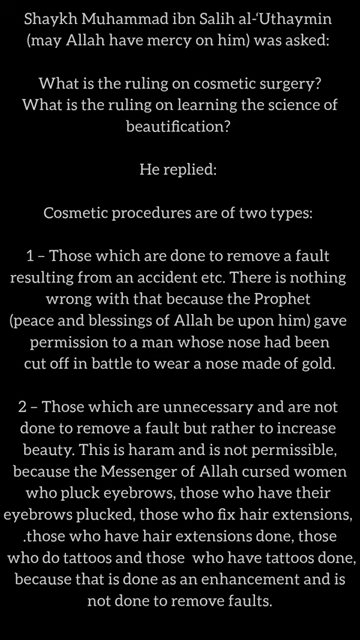 Shaykh Muhammad ibn Salih al-‘Uthaymin
(may Allah have mercy on him) was asked:
What is the ruling on cosmetic surgery?
What is the ruling on learning the science of
beautification?
He replied:
Cosmetic procedures are of two types:
1 – Those which are done to remove a fault
resulting from an accident etc. There is nothing
wrong with that because the Prophet
(peace and blessings of Allah be upon him) gave
permission to a man whose nose had been
cut off in battle to wear a nose made of gold.
2 – Those which are unnecessary and are not
done to remove a fault but rather to increase
beauty. This is haram and is not permissible,
because the Messenger of Allah cursed women
who pluck eyebrows, those who have their
eyebrows plucked, those who fix hair extensions,
.those who have hair extensions done, those
who do tattoos and those who have tattoos done,
because that is done as an enhancement and is
not done to remove faults.